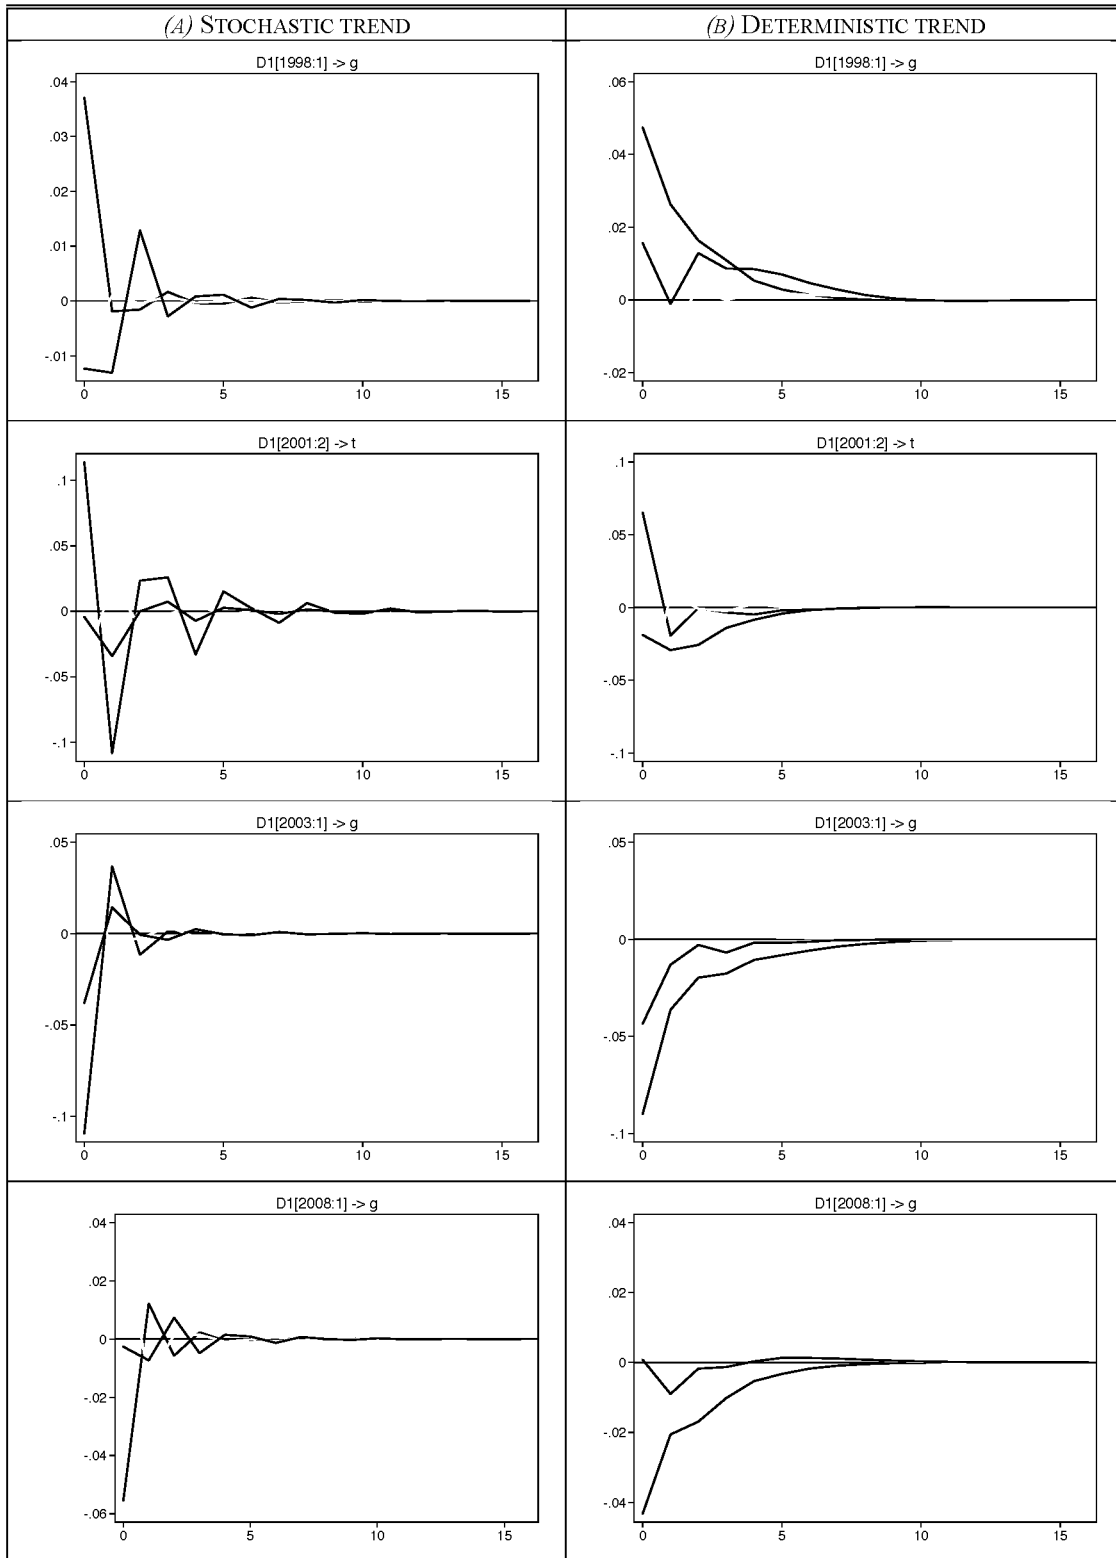 (A) STOCHASTIC TREND
(B) DETERMINISTIC TREND
D1[1998:1] -> g
.04
.03
.02
.01
0
-.01
0 5 10 15
D1[1998:1] -> g
.06
.04
.02
0
-.02
0 5 10 15
D1[2001:2] -> t
.1
.05
0
-.05
-.1
0 5 10 15
D1[2001:2] -> t
.1
.05
0
-.05
-.1
0 5 10 15
D1[2003:1] -> g
.05
0
-.05
-.1
0 5 10 15
D1[2003:1] -> g
.05
0
-.05
-.1
0 5 10 15
D1[2008:1] -> g
.04
.02
0
-.02
-.04
-.06
0 5 10 15
D1[2008:1] -> g
.04
.02
0
-.02
-.04
0 5 10 15